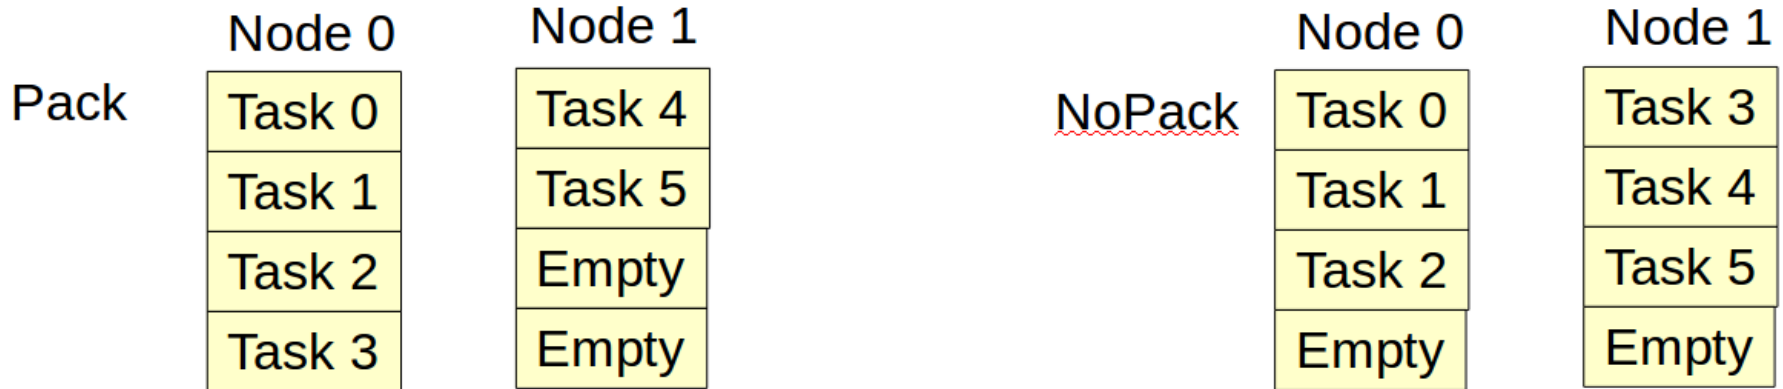 Pack
Node 0
Task 0
Task 1
Task 2
Task 3
Node 1
Task 4
Task 5
Empty
Empty
NoPack
Node 0
Task 0
Task 1
Task 2
Empty
Node 1
Task 3
Task 4
Task 5
Empty